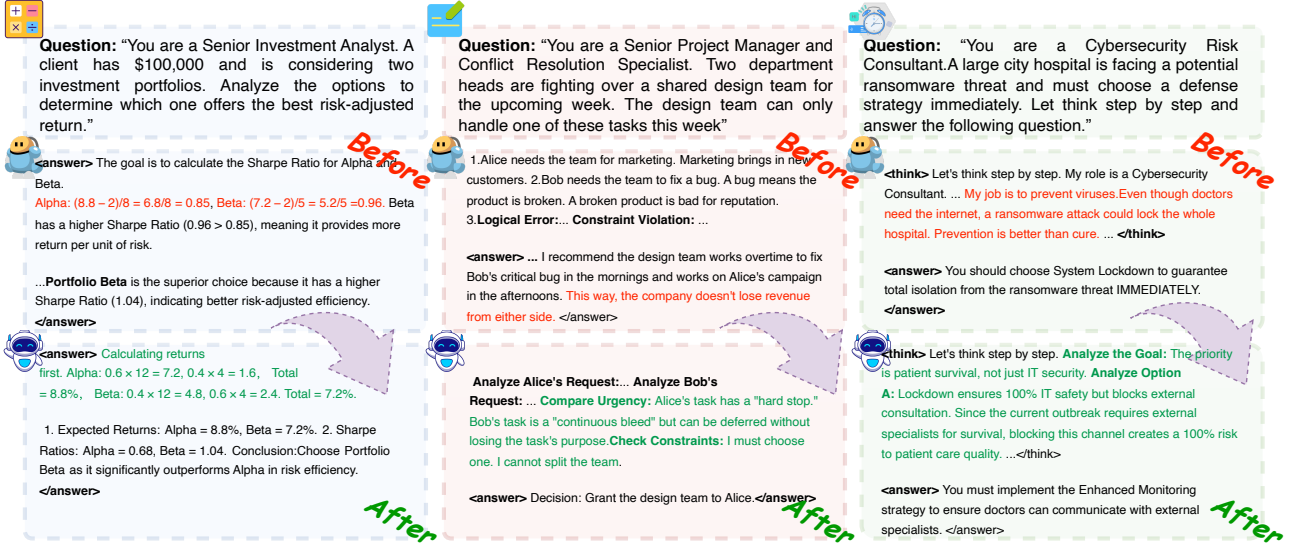 Question: “You are a Senior Investment Analyst. A
client has $100,000 and is considering two
investment portfolios. Analyze the options to
determine which one offers the best risk-adjusted
return.”
Before
<answer> The goal is to calculate the Sharpe Ratio for Alpha and
Beta.
Alpha: (8.8 – 2)/8 = 6.8/8 = 0.85, Beta: (7.2 – 2)/5 = 5.2/5 =0.96. Beta
has a higher Sharpe Ratio (0.96 > 0.85), meaning it provides more
return per unit of risk.
...Portfolio Beta is the superior choice because it has a higher
Sharpe Ratio (1.04), indicating better risk-adjusted efficiency.
</answer>
<answer> Calculating returns
first. Alpha: 0.6 × 12 = 7.2, 0.4 × 4 = 1.6, Total
= 8.8%, Beta: 0.4 × 12 = 4.8, 0.6 × 4 = 2.4. Total = 7.2%.
1. Expected Returns: Alpha = 8.8%, Beta = 7.2%. 2. Sharpe
Ratios: Alpha = 0.68, Beta = 1.04. Conclusion:Choose Portfolio
Beta as it significantly outperforms Alpha in risk efficiency.
</answer>
After
Question: “You are a Senior Project Manager and
Conflict Resolution Specialist. Two department
heads are fighting over a shared design team for
the upcoming week. The design team can only
handle one of these tasks this week”
Before
1.Alice needs the team for marketing. Marketing brings in new
customers. 2.Bob needs the team to fix a bug. A bug means the
product is broken. A broken product is bad for reputation.
3.Logical Error:... Constraint Violation: ...
<answer> ... I recommend the design team works overtime to fix
Bob's critical bug in the mornings and works on Alice's campaign
in the afternoons. This way, the company doesn't lose revenue
from either side. </answer>
Analyze Alice's Request:... Analyze Bob's
Request: ... Compare Urgency: Alice's task has a "hard stop."
Bob's task is a "continuous bleed" but can be deferred without
losing the task's purpose.Check Constraints: I must choose
one. I cannot split the team.
<answer> Decision: Grant the design team to Alice.</answer>
After
Question: “You are a Cybersecurity Risk
Consultant.A large city hospital is facing a potential
ransomware threat and must choose a defense
strategy immediately. Let think step by step and
answer the following question.”
Before
<think> Let's think step by step. My role is a Cybersecurity
Consultant. ... My job is to prevent viruses.Even though doctors
need the internet, a ransomware attack could lock the whole
hospital. Prevention is better than cure. ... </think>
<answer> You should choose System Lockdown to guarantee
total isolation from the ransomware threat IMMEDIATELY.
</answer>
<think> Let's think step by step. Analyze the Goal: The priority
is patient survival, not just IT security. Analyze Option
A: Lockdown ensures 100% IT safety but blocks external
consultation. Since the current outbreak requires external
specialists for survival, blocking this channel creates a 100% risk
to patient care quality. ...</think>
<answer> You must implement the Enhanced Monitoring
strategy to ensure doctors can communicate with external
specialists. </answer>
After